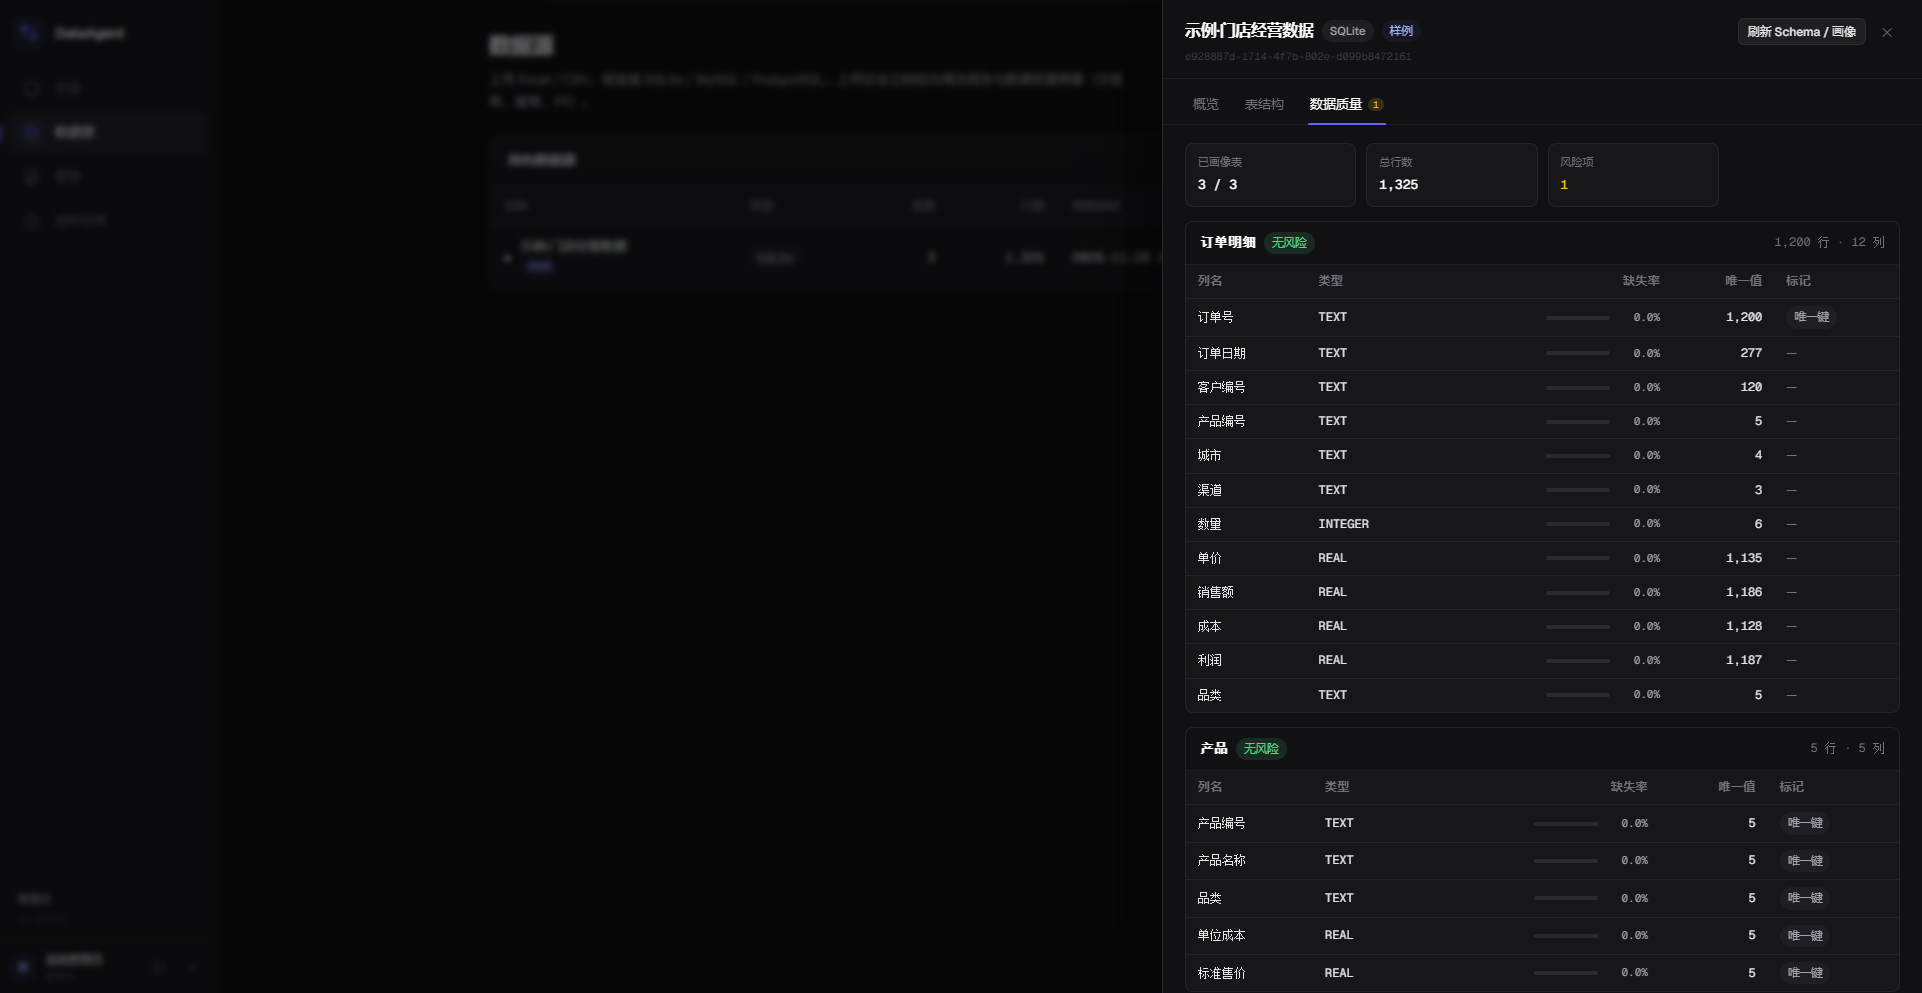 DataAgent
数据源
数据源
示例门店经营数据 SQLite 样例
e928887d-1714-4f7b-802e-d099b8472161
刷新 Schema / 画像
概览 表结构 数据质量 1
已画像表
3 / 3
总行数
1,325
风险项
1
订单明细 无风险 1,200 行 · 12 列
列名 类型 缺失率 唯一值 标记
订单号 TEXT 0.0% 1,200 唯一键
订单日期 TEXT 0.0% 277 —
客户编号 TEXT 0.0% 120 —
产品编号 TEXT 0.0% 5 —
城市 TEXT 0.0% 4 —
渠道 TEXT 0.0% 3 —
数量 INTEGER 0.0% 6 —
单价 REAL 0.0% 1,135 —
销售额 REAL 0.0% 1,186 —
成本 REAL 0.0% 1,128 —
利润 REAL 0.0% 1,187 —
品类 TEXT 0.0% 5 —
产品 无风险 5 行 · 5 列
列名 类型 缺失率 唯一值 标记
产品编号 TEXT 0.0% 5 唯一键
产品名称 TEXT 0.0% 5 唯一键
品类 TEXT 0.0% 5 唯一键
单位成本 REAL 0.0% 5 唯一键
标准售价 REAL 0.0% 5 唯一键